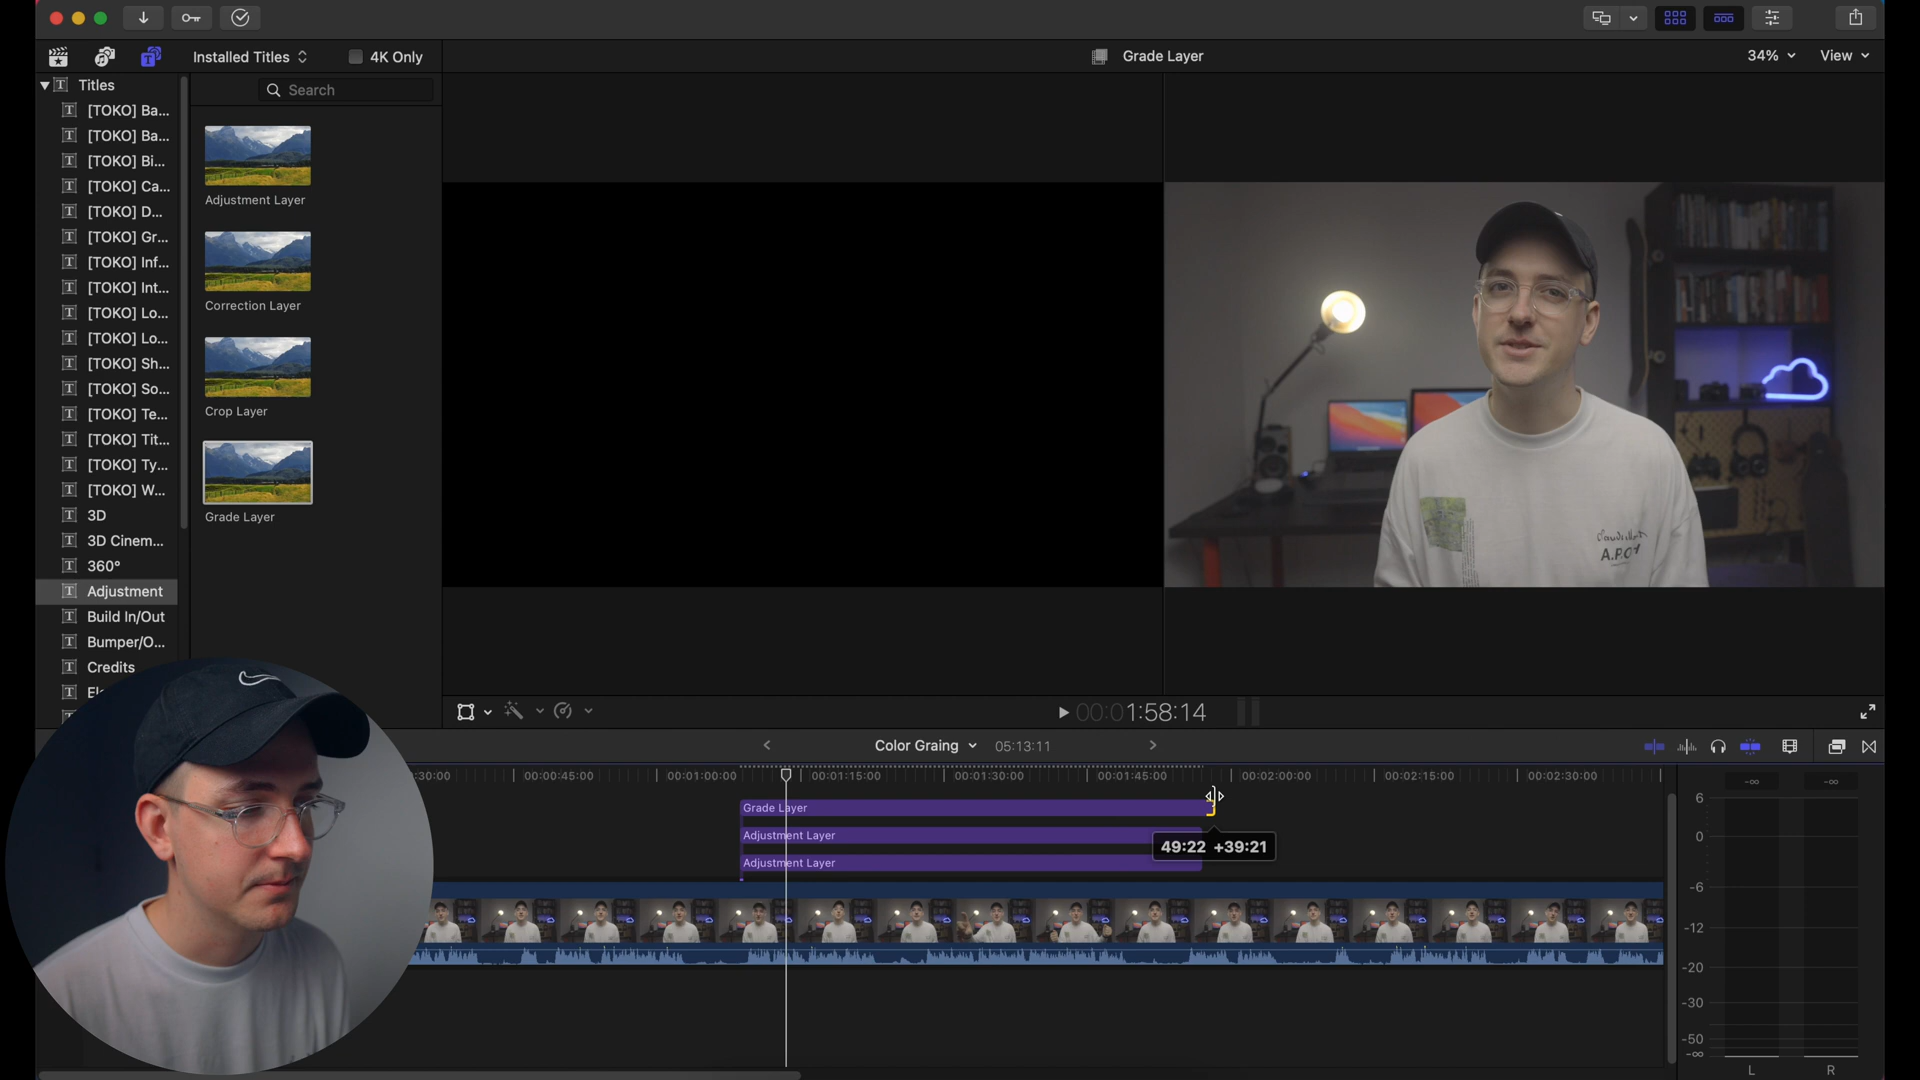 Installed Titles
4K Only
Grade Layer
34%
View
Titles
Search
[TOKO] Ba...
[TOKO] Ba...
[TOKO] Bi...
[TOKO] Ca...
[TOKO] D...
[TOKO] Gr...
[TOKO] Inf...
[TOKO] Int...
[TOKO] Lo...
[TOKO] Lo...
[TOKO] Sh...
[TOKO] So...
[TOKO] Te...
[TOKO] Tit...
[TOKO] Ty...
[TOKO] W...
3D
3D Cinem...
360°
Adjustment
Build In/Out
Bumper/O...
Credits
Adjustment Layer
Correction Layer
Crop Layer
Grade Layer
A.P.C
00:01:58:14
Color Graing
05:13:11
:30:00
00:00:45:00
00:01:00:00
00:01:15:00
00:01:30:00
00:01:45:00
00:02:00:00
00:02:15:00
00:02:30:00
Grade Layer
Adjustment Layer
Adjustment Layer
49:22 +39:21
-∞ -∞
6
0
-6
-12
-20
-30
-50
-∞
L R